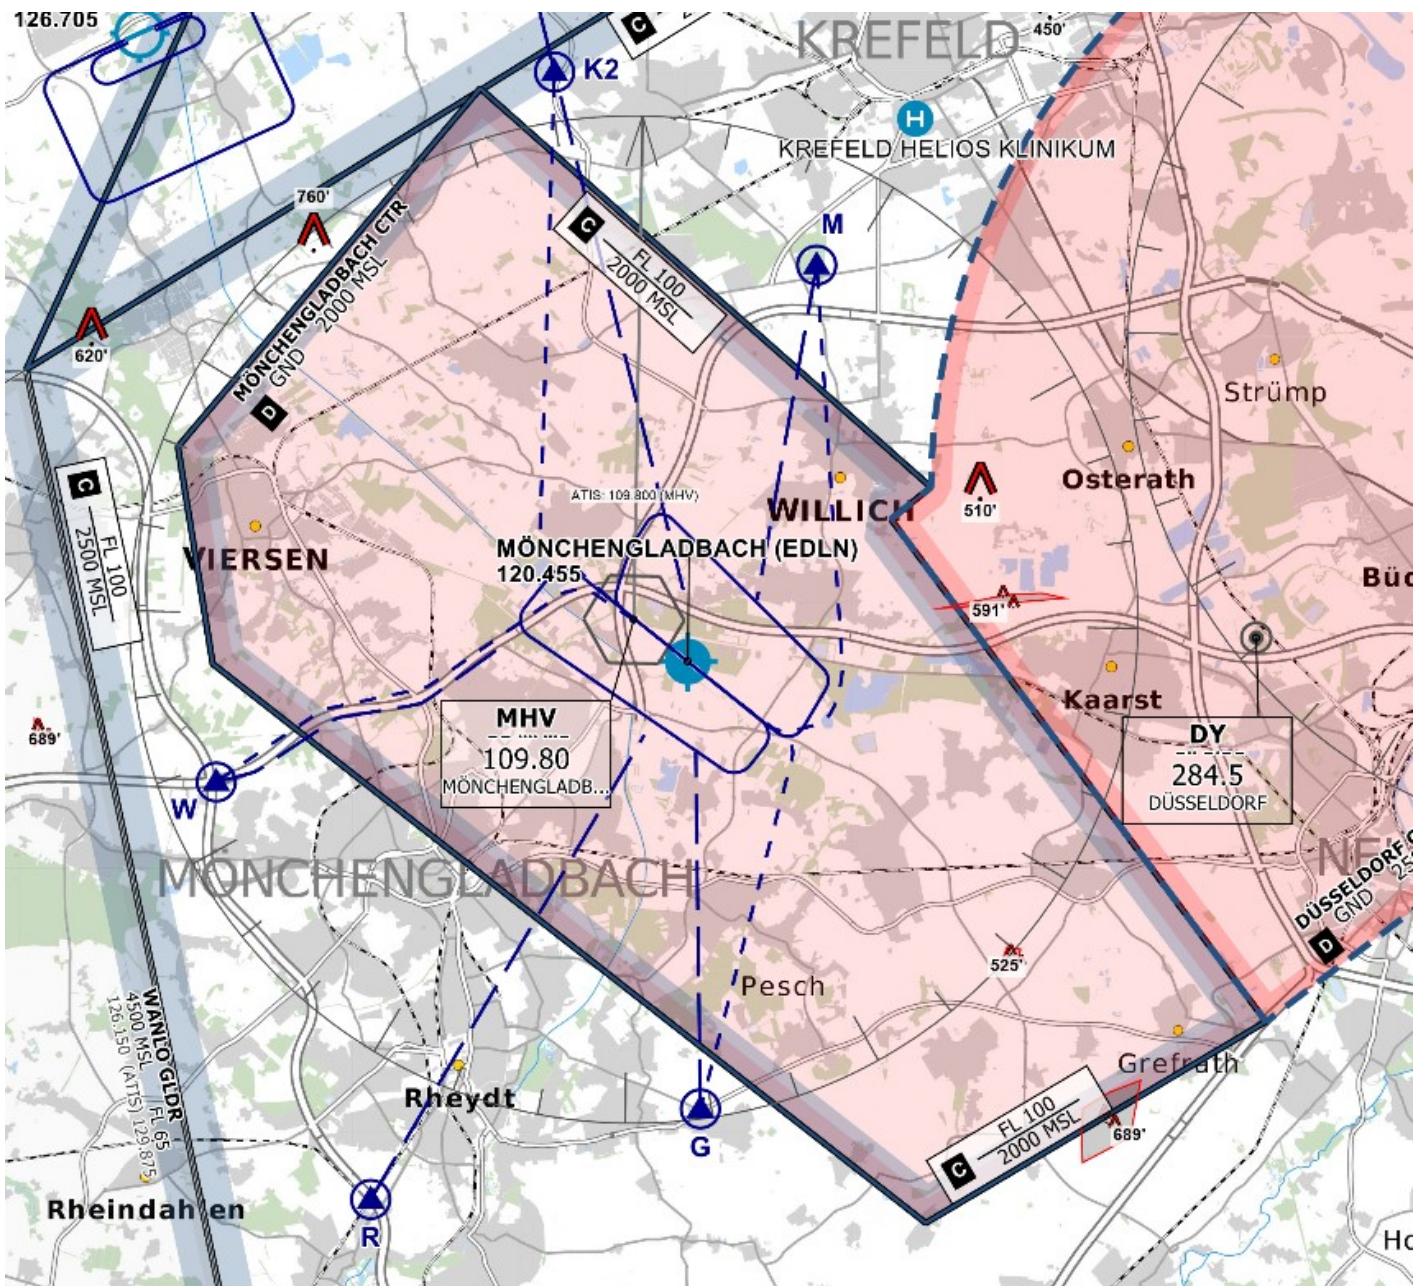 126.705
C
450'
KREFELD
K2
H
KREFELD HELIOS KLINIKUM
760'
MÖNCHENGLADBACH CTR
2000 MSL
GND
D
C
FL 100
2000 MSL
M
620'
Strümp
C
FL 100
2500 MSL
Osterath
510'
ATIS: 109.800 (MHV)
WILLICH
VIERSEN
MÖNCHENGLADBACH (EDLN)
120.455
Büc
591'
Kaarst
MHV
109.80
MÖNCHENGLADB...
DY
284.5
DÜSSELDORF
689'
W
MÖNCHENGLADBACH
NE
DÜSSELDORF
GND
D
525'
Pesch
WANLO GLDR
4500 MSL FL 65
126.150 (ATIS) 129.875
Grefrath
Rheydt
FL 100
2000 MSL
C
689'
G
Rheindahlen
R
Ho